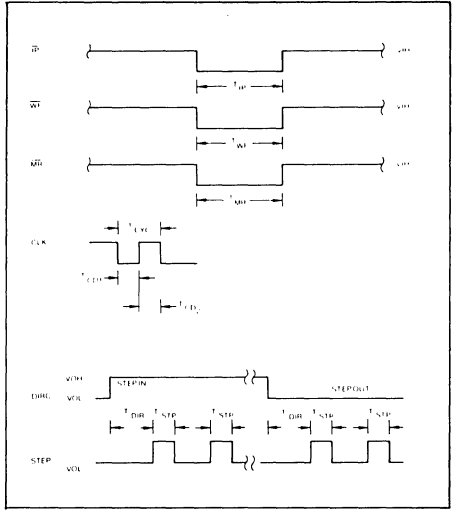 IP VIH
T IP
WF VIH
T WF
MR VIH
T MR
T CYC
CLK
T CD1
T CD2
VOH STEP IN
DIRC VOL STEP OUT
T DIR T STP T STP T DIR T STP T STP
STEP VOL